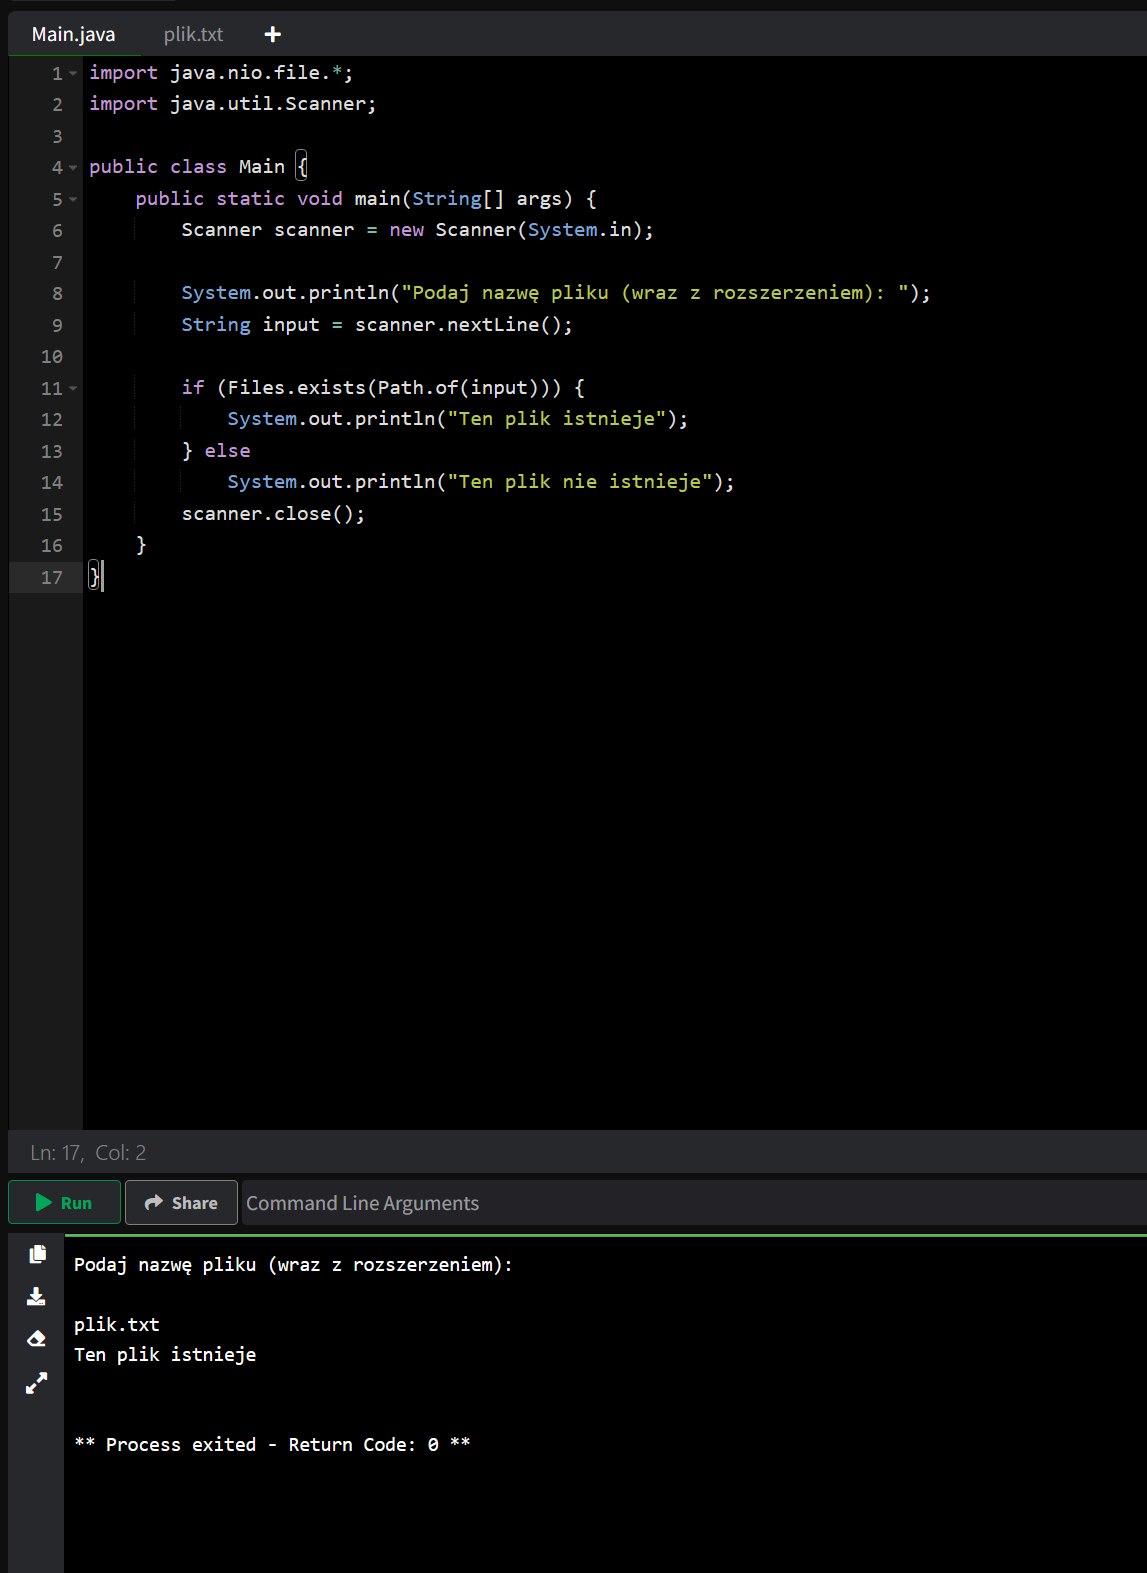 Main.java plik.txt +
1 import java.nio.file.*;
2 import java.util.Scanner;
3
4 public class Main {
5     public static void main(String[] args) {
6         Scanner scanner = new Scanner(System.in);
7
8         System.out.println("Podaj nazwę pliku (wraz z rozszerzeniem): ");
9         String input = scanner.nextLine();
10
11         if (Files.exists(Path.of(input))) {
12             System.out.println("Ten plik istnieje");
13         } else
14             System.out.println("Ten plik nie istnieje");
15         scanner.close();
16     }
17 }
Ln: 17, Col: 2
Run Share Command Line Arguments
Podaj nazwę pliku (wraz z rozszerzeniem):
plik.txt
Ten plik istnieje
** Process exited - Return Code: 0 **